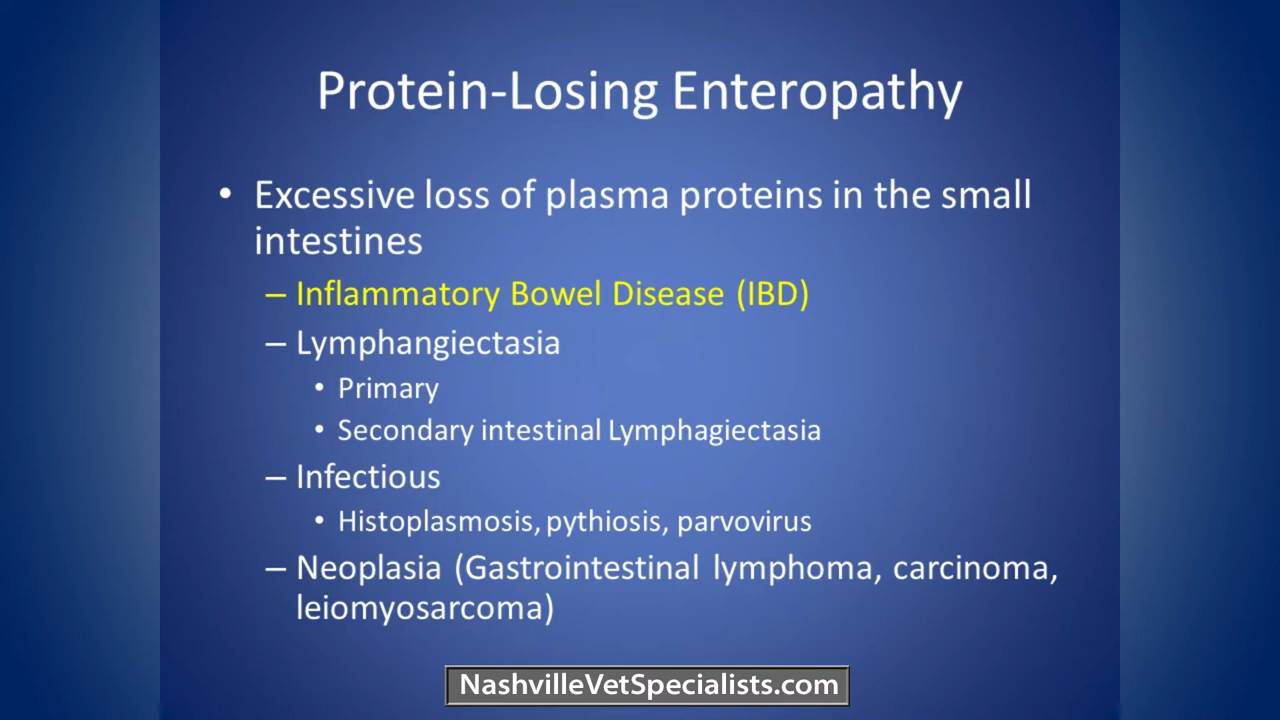 Protein-Losing Enteropathy
• Excessive loss of plasma proteins in the small
intestines
– Inflammatory Bowel Disease (IBD)
– Lymphangiectasia
• Primary
• Secondary intestinal Lymphagiectasia
– Infectious
• Histoplasmosis, pythiosis, parvovirus
– Neoplasia (Gastrointestinal lymphoma, carcinoma,
leiomyosarcoma)
NashvilleVetSpecialists.com